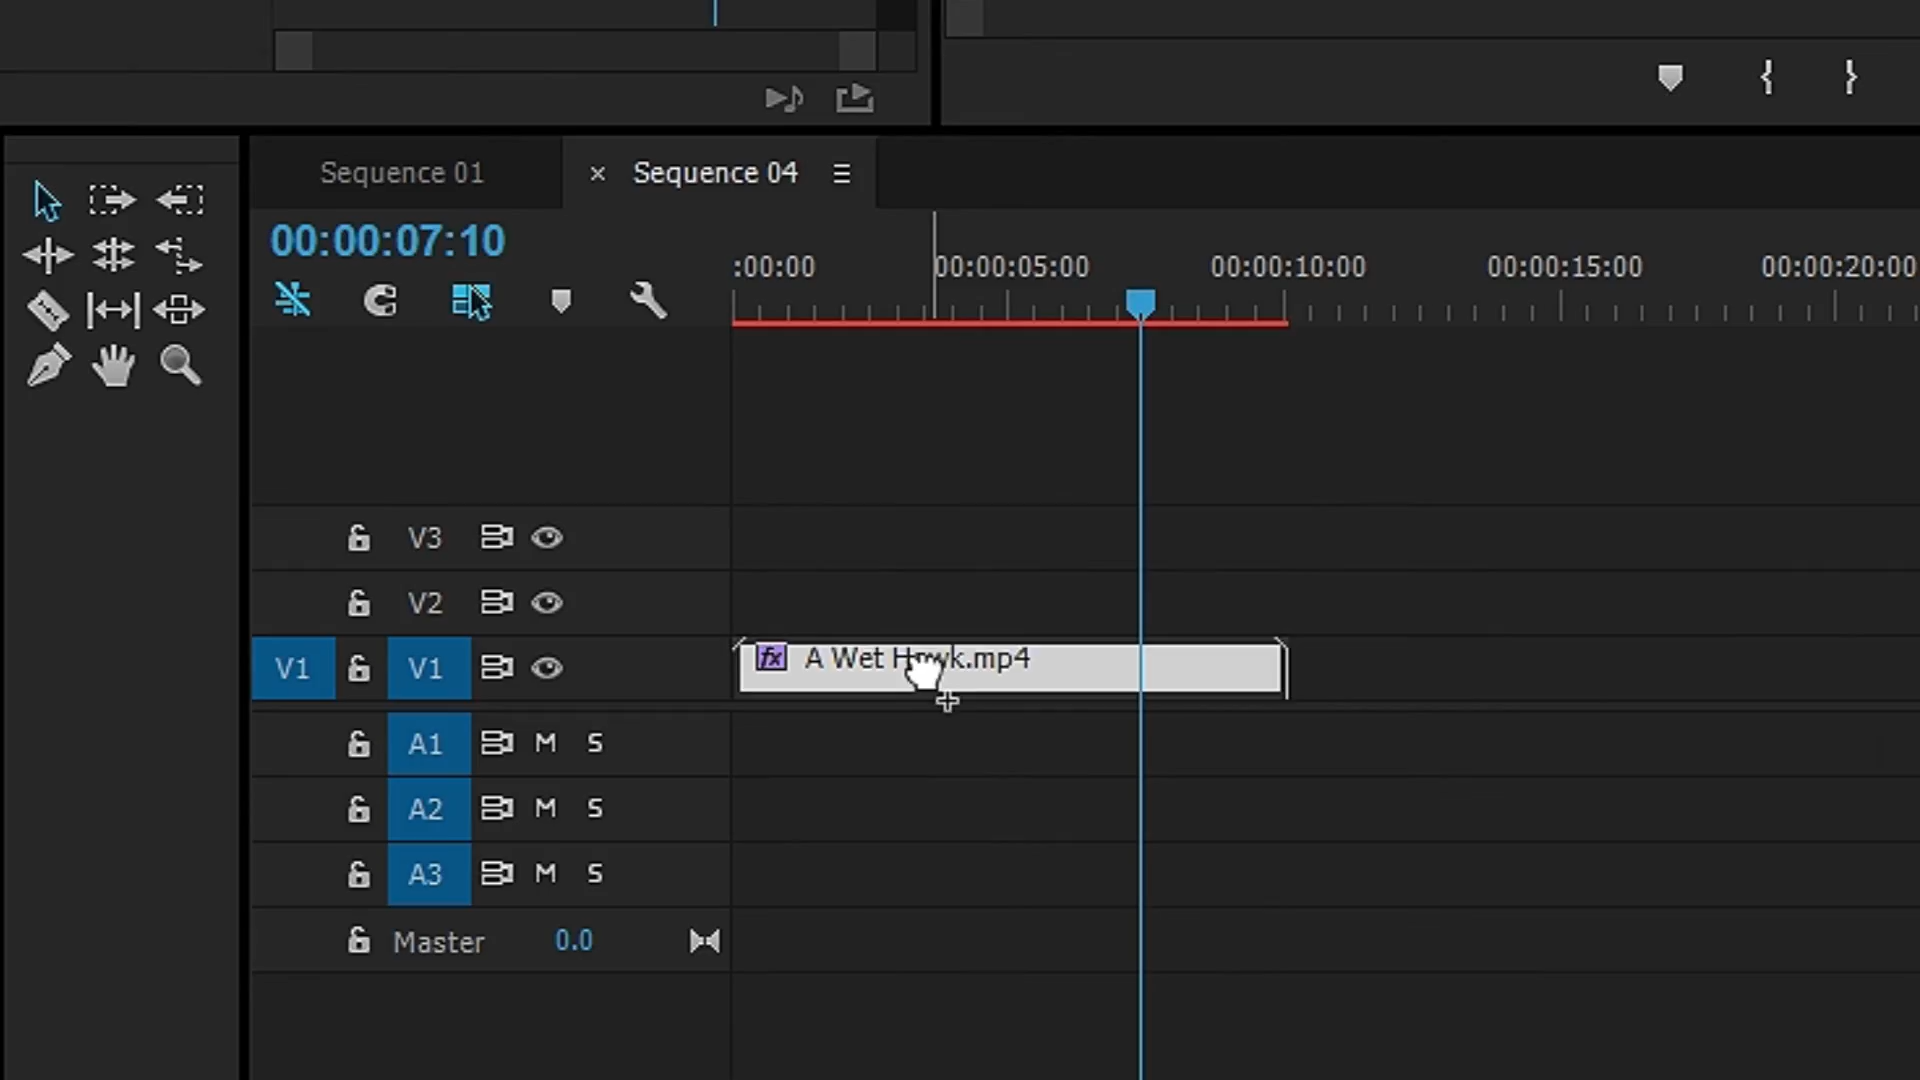 Sequence 01
Sequence 04
00:00:07:10
:00:00
00:00:05:00
00:00:10:00
00:00:15:00
00:00:20:00
V3
V2
V1
V1
fx
A Wet Hawk.mp4
A1
M
S
A2
M
S
A3
M
S
Master
0.0